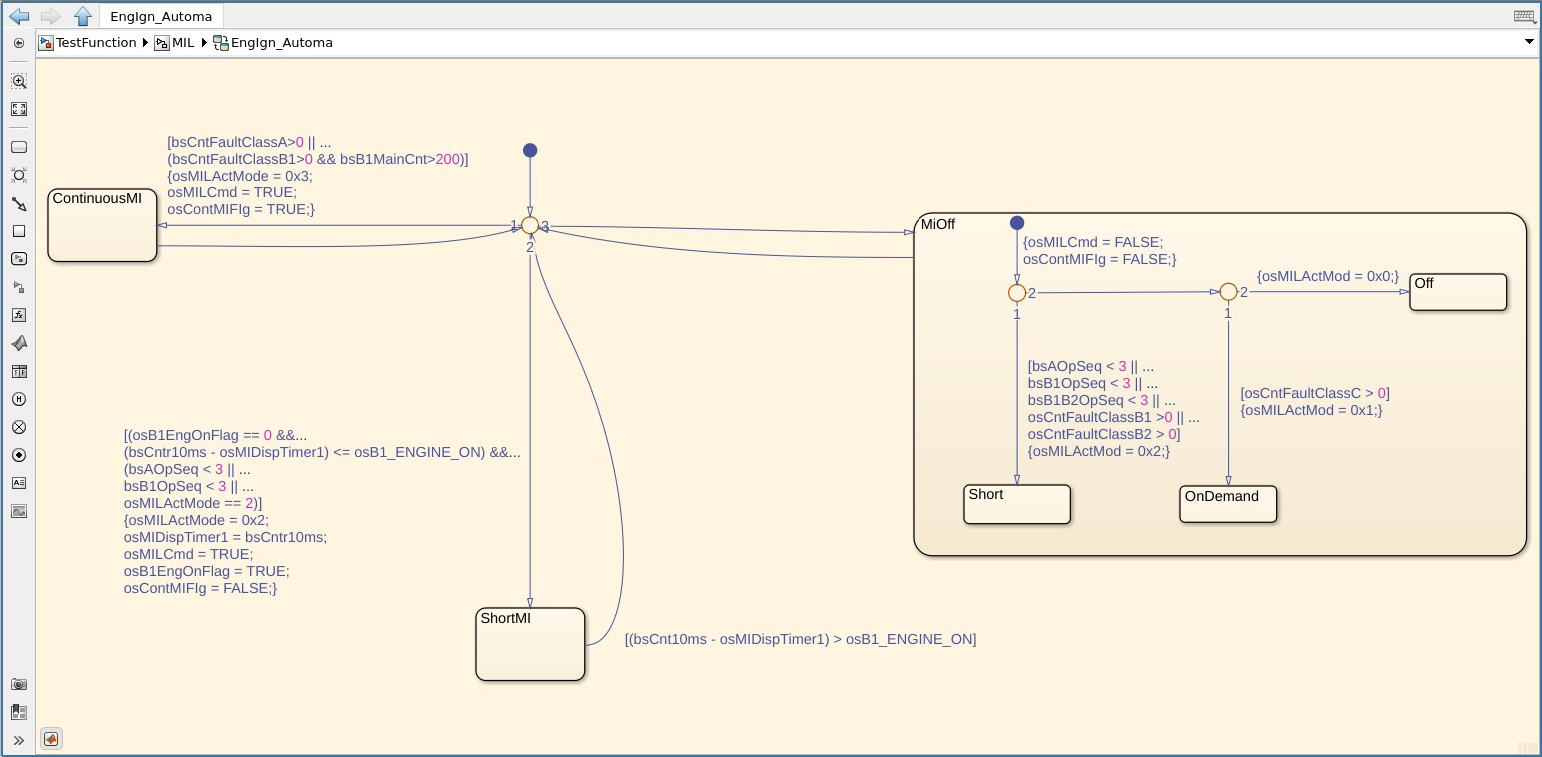 EngIgn_Automa
TestFunction MIL EngIgn_Automa
[bsCntFaultClassA>0 || ...
(bsCntFaultClassB1>0 && bsB1MainCnt>200)]
{osMILActMode = 0x3;
osMILCmd = TRUE;
osContMIFlg = TRUE;}
ContinuousMI
1
3
2
MiOff
{osMILCmd = FALSE;
osContMIFlg = FALSE;}
2
1
{osMILActMod = 0x0;}
2
1
Off
[bsAOpSeq < 3 || ...
bsB1OpSeq < 3 || ...
bsB1B2OpSeq < 3 || ...
osCntFaultClassB1 >0 || ...
osCntFaultClassB2 > 0]
{osMILActMod = 0x2;}
[osCntFaultClassC > 0]
{osMILActMod = 0x1;}
Short
OnDemand
[(osB1EngOnFlag == 0 &&...
(bsCntr10ms - osMIDispTimer1) <= osB1_ENGINE_ON) &&...
(bsAOpSeq < 3 || ...
bsB1OpSeq < 3 || ...
osMILActMode == 2)]
{osMILActMode = 0x2;
osMIDispTimer1 = bsCntr10ms;
osMILCmd = TRUE;
osB1EngOnFlag = TRUE;
osContMIFlg = FALSE;}
ShortMI
[(bsCnt10ms - osMIDispTimer1) > osB1_ENGINE_ON]